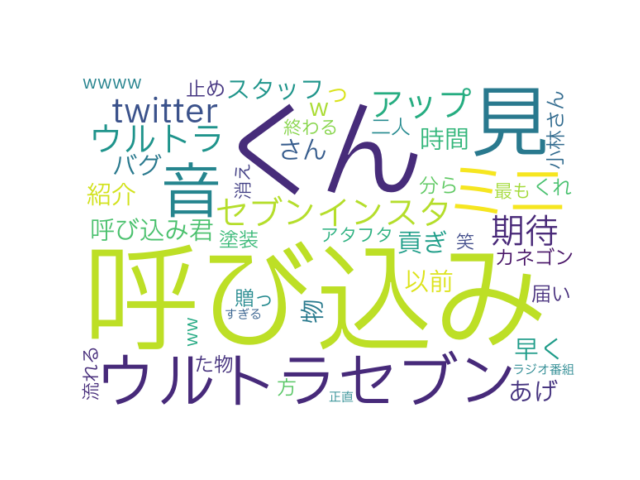 wwww
止め
スタッフ
っ
アップ
見
twitter
w
終わる
二人
小林さん
ウルトラ
くん
さん
時間
バグ
音
消え
ミニ
紹介
分ら
最も
くれ
セブンインスタ
呼び込み君
塗装
アタフタ
貢ぎ
笑
期待
カネゴン
呼び込み
贈っ
すぎる
物
以前
届い
ww
早く
流れる
ウルトラセブン
た物
方
正直
ラジオ番組
あげ